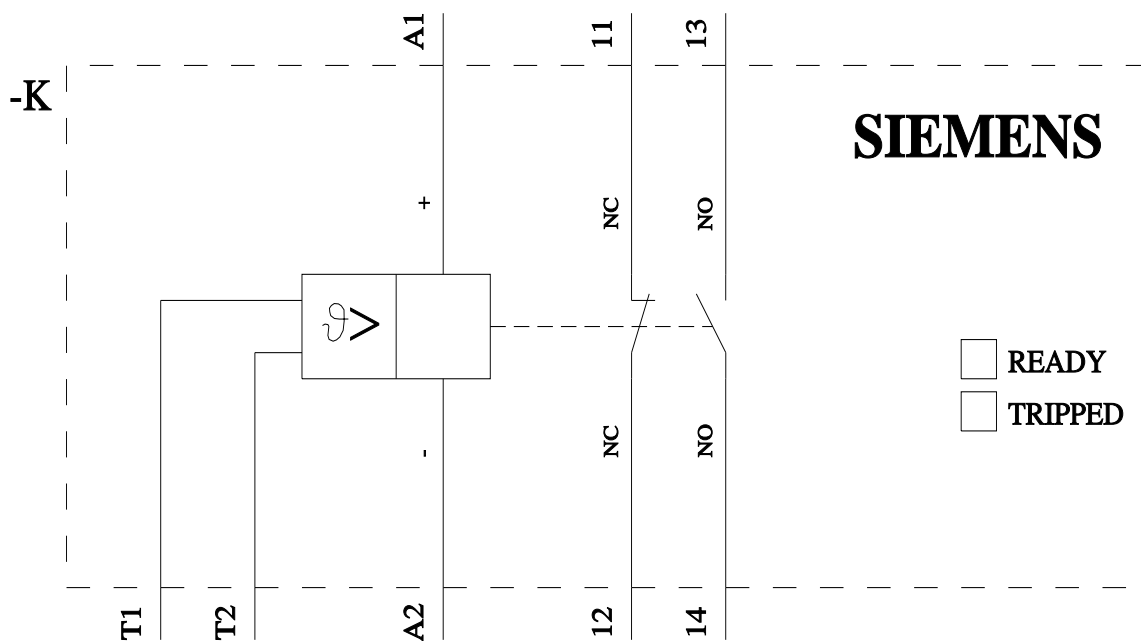 A1
11
13
-K
SIEMENS
+
NC
NO
ϑ>
READY
TRIPPED
-
NC
NO
T1
T2
A2
12
14